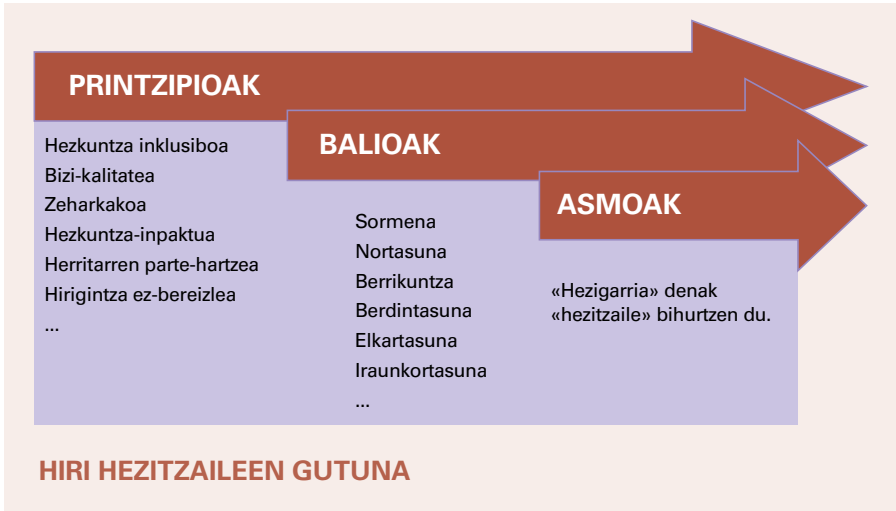 PRINTZIPIOAK
Hezkuntza inklusiboa
Bizi-kalitatea
Zeharkakoa
Hezkuntza-inpaktua
Herritarren parte-hartzea
Hirigintza ez-bereizlea
...
BALIOAK
Sormena
Nortasuna
Berrikuntza
Berdintasuna
Elkartasuna
Iraunkortasuna
...
ASMOAK
«Hezigarria» denak
«hezitzaile» bihurtzen du.
HIRI HEZITZAILEEN GUTUNA